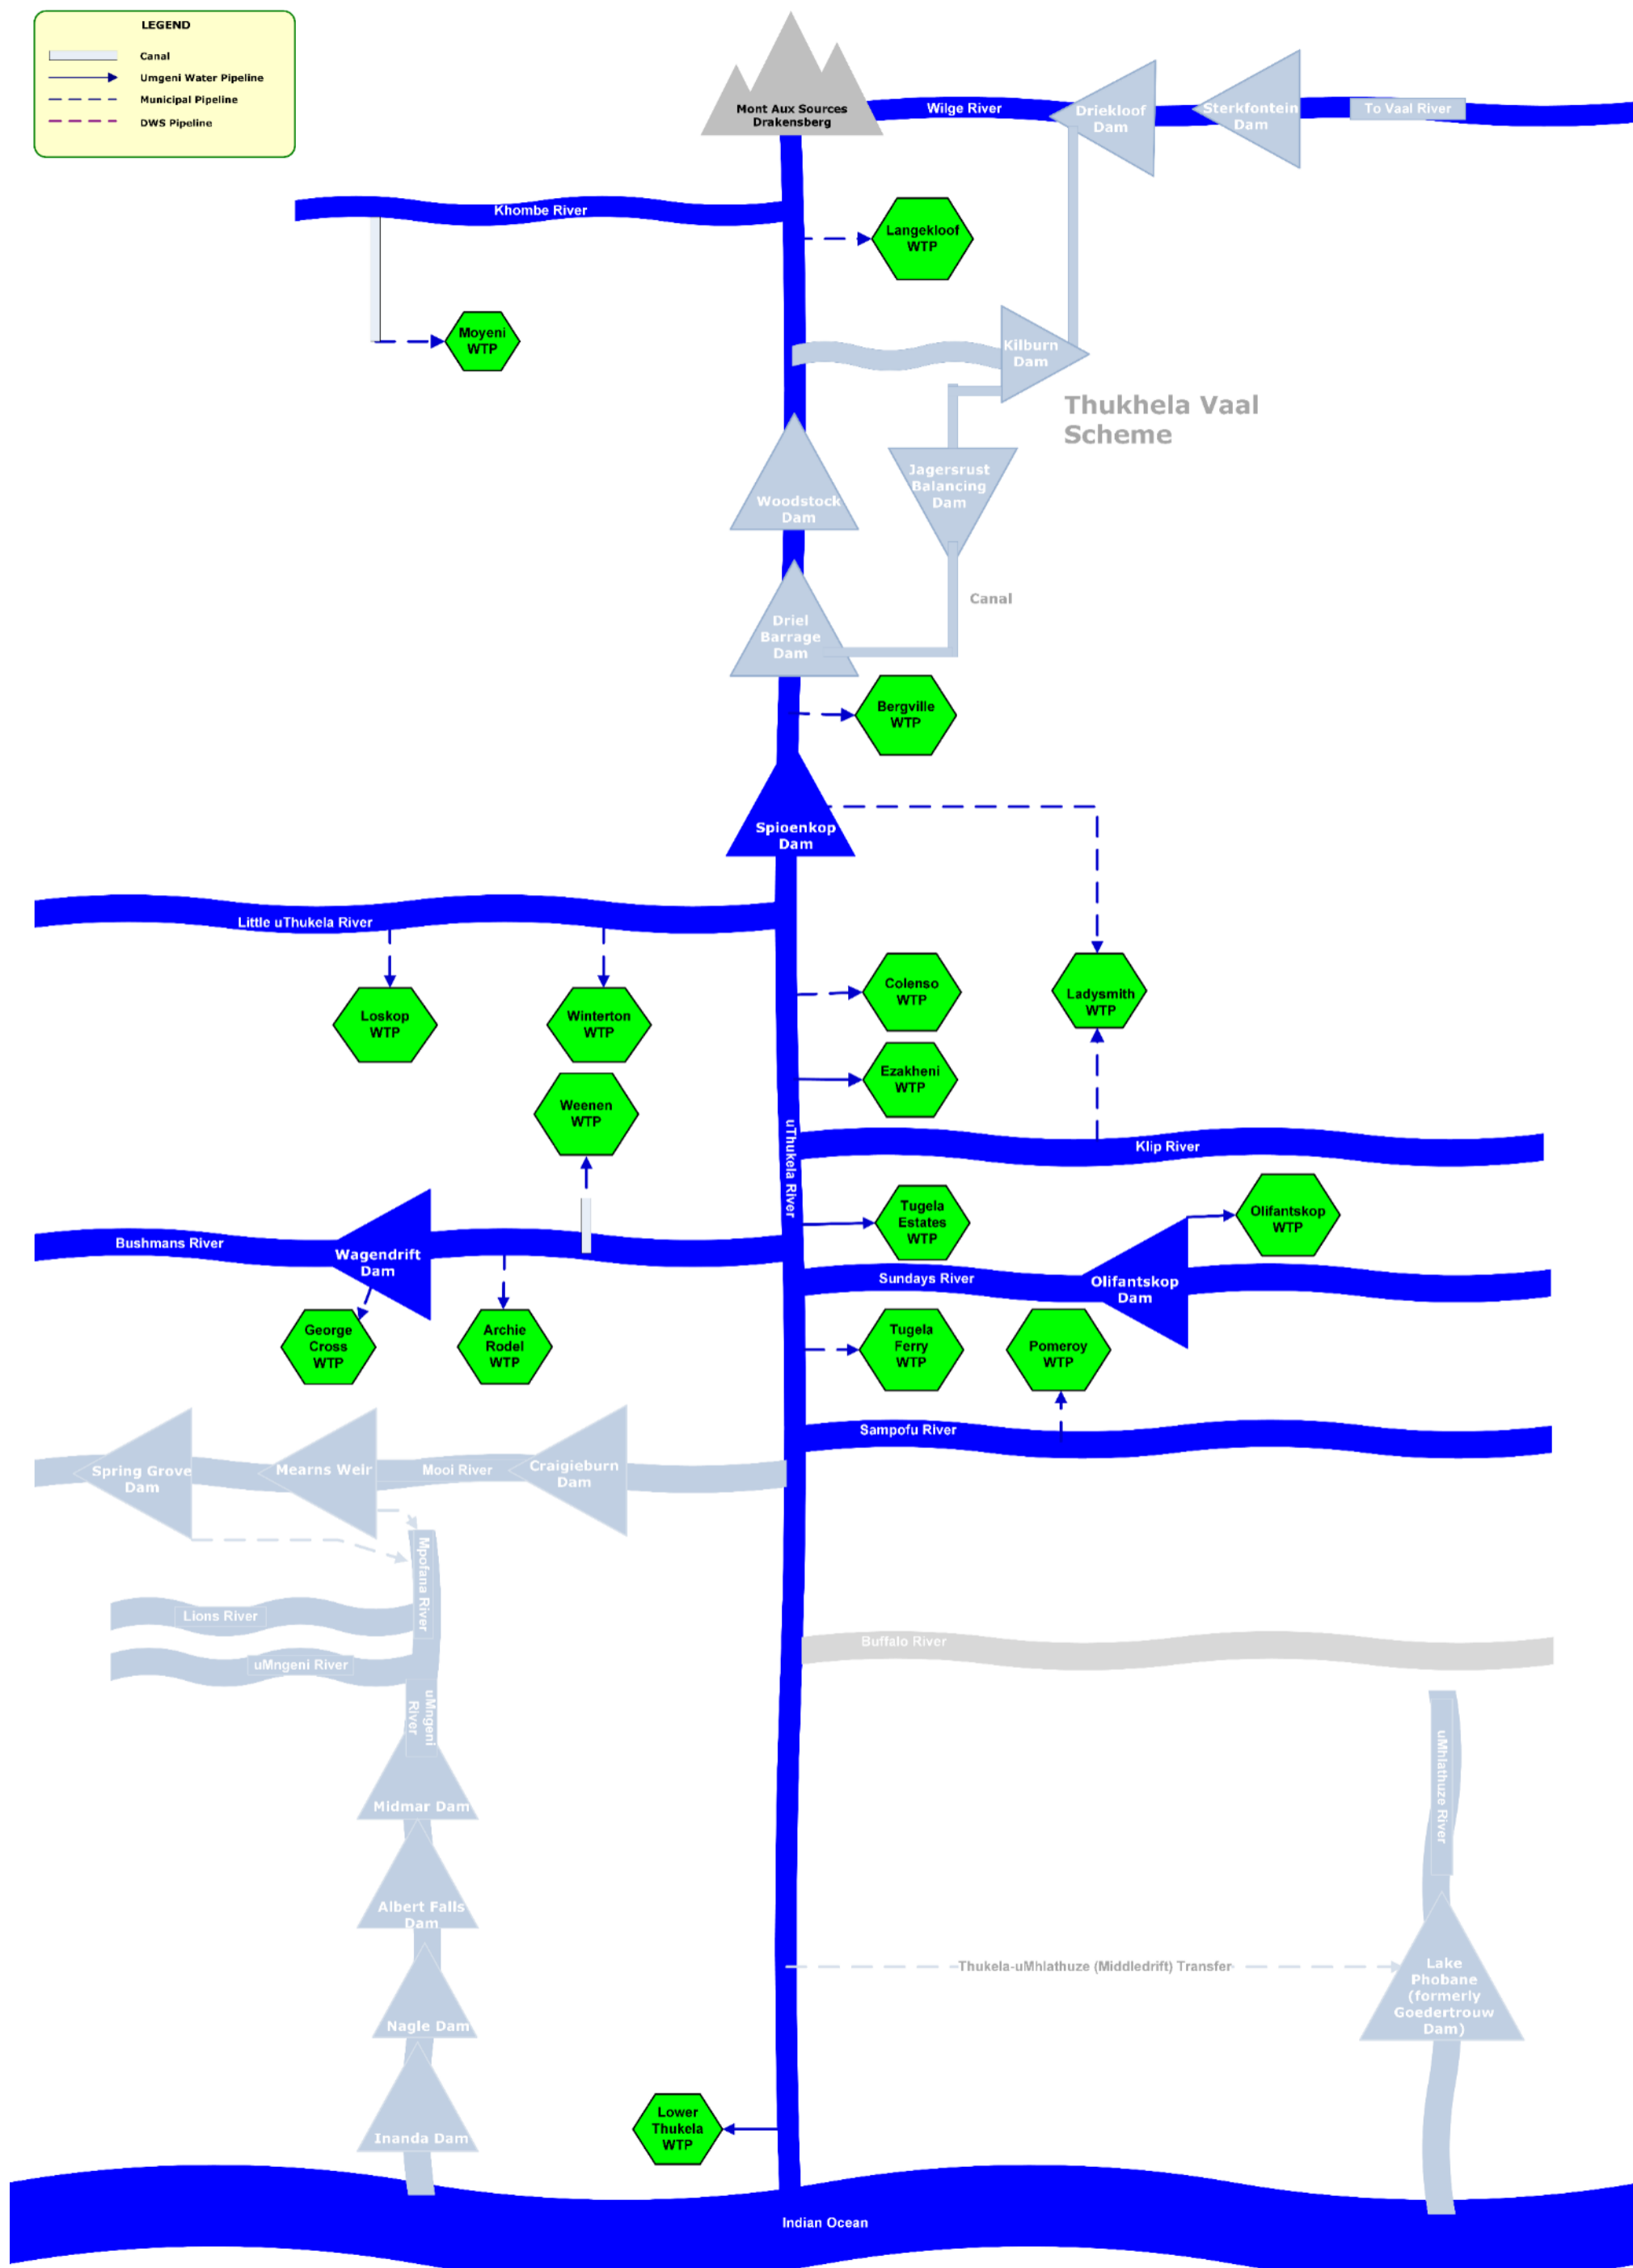 LEGEND
Canal
Umgeni Water Pipeline
Municipal Pipeline
DWS Pipeline
Mont Aux Sources
Drakensberg
Wilge River
Driekloof
Dam
Sterkfontein
Dam
To Vaal River
Khombe River
Langekloof
WTP
Moyeni
WTP
Kilburn
Dam
Thukhela Vaal
Scheme
Jagersrust
Balancing
Dam
Woodstock
Dam
Canal
Driel
Barrage
Dam
Bergville
WTP
Spioenkop
Dam
Little uThukela River
Loskop
WTP
Winterton
WTP
Colenso
WTP
Ladysmith
WTP
Ezakheni
WTP
Weenen
WTP
uThukela River
Klip River
Tugela
Estates
WTP
Olifantskop
WTP
Bushmans River
Wagendrift
Dam
Sundays River
Olifantskop
Dam
George
Cross
WTP
Archie
Rodel
WTP
Tugela
Ferry
WTP
Pomeroy
WTP
Sampofu River
Spring Grove
Dam
Mearns Weir
Mooi River
Craigieburn
Dam
Mpofana River
Lions River
uMngeni River
Buffalo River
uMngeni
River
uMhlathuze River
Midmar Dam
Albert Falls
Dam
Thukela-uMhlathuze (Middledrift) Transfer
Lake
Phobane
(formerly
Goedertrouw
Dam)
Nagle Dam
Lower
Thukela
WTP
Inanda Dam
Indian Ocean